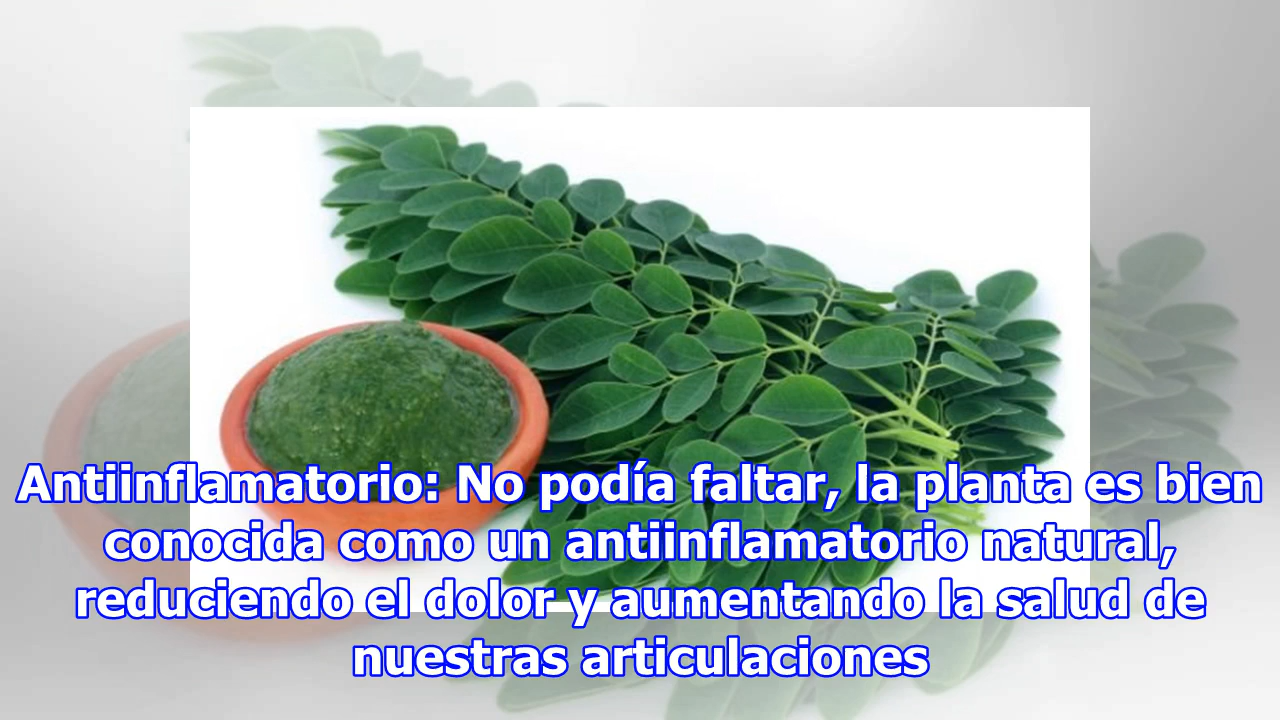 Antiinflamatorio: No podía faltar, la planta es bien
conocida como un antiinflamatorio natural,
reduciendo el dolor y aumentando la salud de
nuestras articulaciones